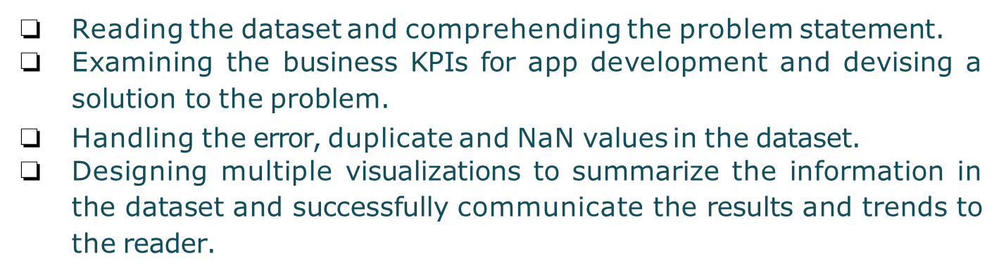 ❏ Reading the dataset and comprehending the problem statement.
❏ Examining the business KPIs for app development and devising a
solution to the problem.
❏ Handling the error, duplicate and NaN values in the dataset.
❏ Designing multiple visualizations to summarize the information in
the dataset and successfully communicate the results and trends to
the reader.